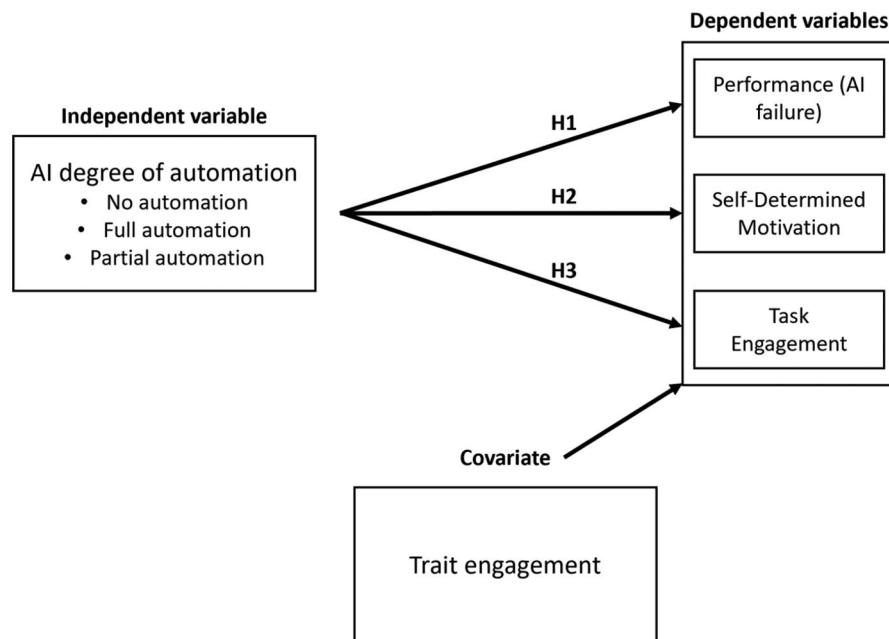 Dependent variables
Performance (AI
failure)
Independent variable
H1
AI degree of automation
• No automation
• Full automation
• Partial automation
H2
Self-Determined
Motivation
H3
Task
Engagement
Covariate
Trait engagement